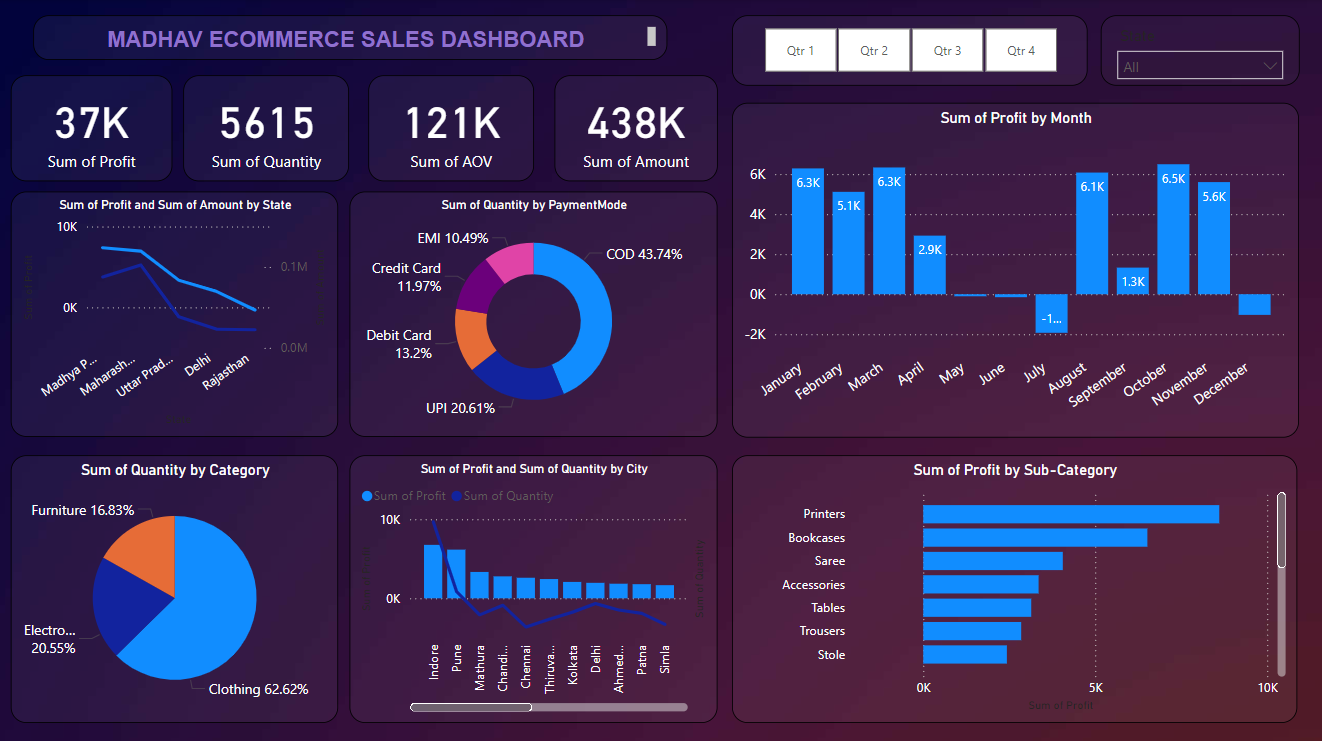 MADHAV ECOMMERCE SALES DASHBOARD
Qtr 1
Qtr 2
Qtr 3
Qtr 4
All
37K
Sum of Profit
5615
Sum of Quantity
121K
Sum of AOV
438K
Sum of Amount
Sum of Profit and Sum of Amount by State
10K
0K
0.1M
0.0M
Madhya P...
Maharash...
Uttar Prad...
Delhi
Rajasthan
Sum of Quantity by PaymentMode
EMI 10.49%
COD 43.74%
Credit Card
11.97%
Debit Card
13.2%
UPI 20.61%
Sum of Profit by Month
6K
4K
2K
0K
-2K
6.3K
5.1K
6.3K
2.9K
-1...
6.1K
1.3K
6.5K
5.6K
January
February
March
April
May
June
July
August
September
October
November
December
Sum of Quantity by Category
Furniture 16.83%
Electro...
20.55%
Clothing 62.62%
Sum of Profit and Sum of Quantity by City
Sum of Profit
Sum of Quantity
10K
0K
Sum of Quantity
Indore
Pune
Mathura
Chandi...
Chennai
Thiruva...
Kolkata
Delhi
Ahmed...
Patna
Simla
Sum of Profit by Sub-Category
Printers
Bookcases
Saree
Accessories
Tables
Trousers
Stole
0K
5K
10K
Sum of Profit